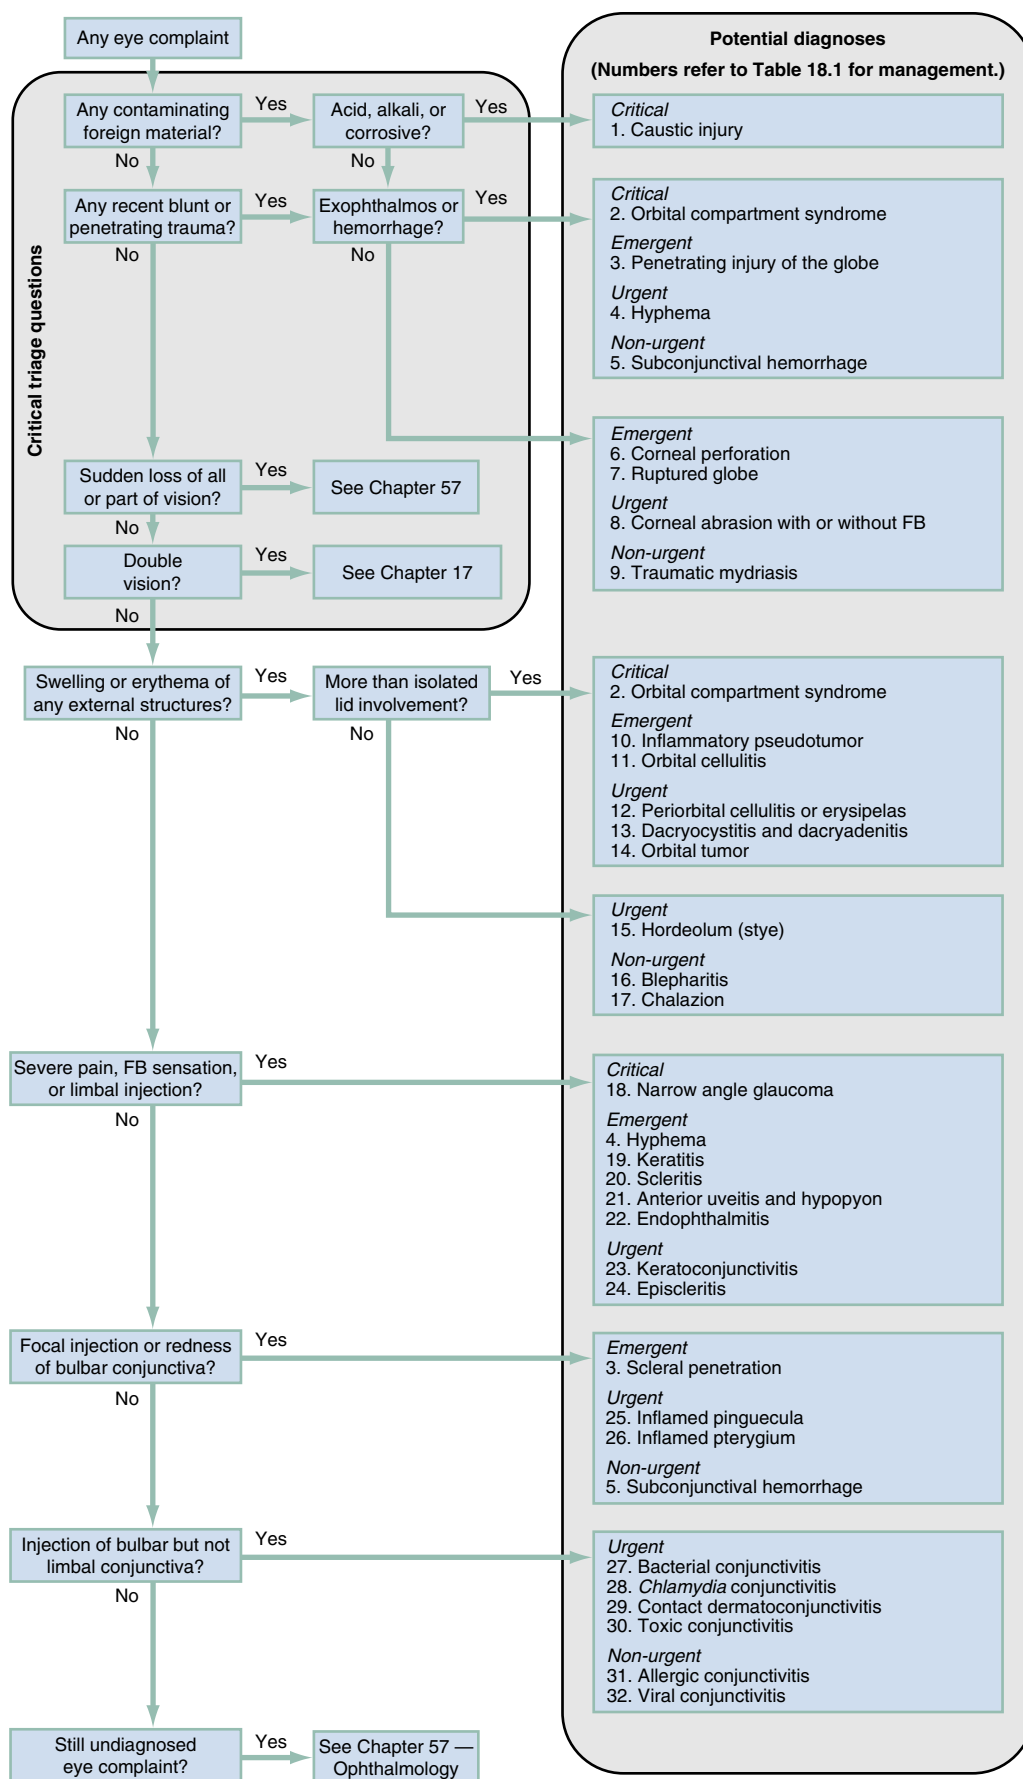 Any eye complaint
Potential diagnoses
(Numbers refer to Table 18.1 for management.)
Critical triage questions
Any contaminating
foreign material?
Yes
No
Acid, alkali, or
corrosive?
Yes
No
Critical
1. Caustic injury
Any recent blunt or
penetrating trauma?
Yes
No
Exophthalmos or
hemorrhage?
Yes
No
Critical
2. Orbital compartment syndrome
Emergent
3. Penetrating injury of the globe
Urgent
4. Hyphema
Non-urgent
5. Subconjunctival hemorrhage
Emergent
6. Corneal perforation
7. Ruptured globe
Urgent
8. Corneal abrasion with or without FB
Non-urgent
9. Traumatic mydriasis
Sudden loss of all
or part of vision?
Yes
No
See Chapter 57
Double
vision?
Yes
No
See Chapter 17
Swelling or erythema of
any external structures?
Yes
No
More than isolated
lid involvement?
Yes
No
Critical
2. Orbital compartment syndrome
Emergent
10. Inflammatory pseudotumor
11. Orbital cellulitis
Urgent
12. Periorbital cellulitis or erysipelas
13. Dacryocystitis and dacryadenitis
14. Orbital tumor
Urgent
15. Hordeolum (stye)
Non-urgent
16. Blepharitis
17. Chalazion
Severe pain, FB sensation,
or limbal injection?
Yes
No
Critical
18. Narrow angle glaucoma
Emergent
4. Hyphema
19. Keratitis
20. Scleritis
21. Anterior uveitis and hypopyon
22. Endophthalmitis
Urgent
23. Keratoconjunctivitis
24. Episcleritis
Focal injection or redness
of bulbar conjunctiva?
Yes
No
Emergent
3. Scleral penetration
Urgent
25. Inflamed pinguecula
26. Inflamed pterygium
Non-urgent
5. Subconjunctival hemorrhage
Injection of bulbar but not
limbal conjunctiva?
Yes
No
Urgent
27. Bacterial conjunctivitis
28. Chlamydia conjunctivitis
29. Contact dermatoconjunctivitis
30. Toxic conjunctivitis
Non-urgent
31. Allergic conjunctivitis
32. Viral conjunctivitis
Still undiagnosed
eye complaint?
Yes
See Chapter 57 —
Ophthalmology